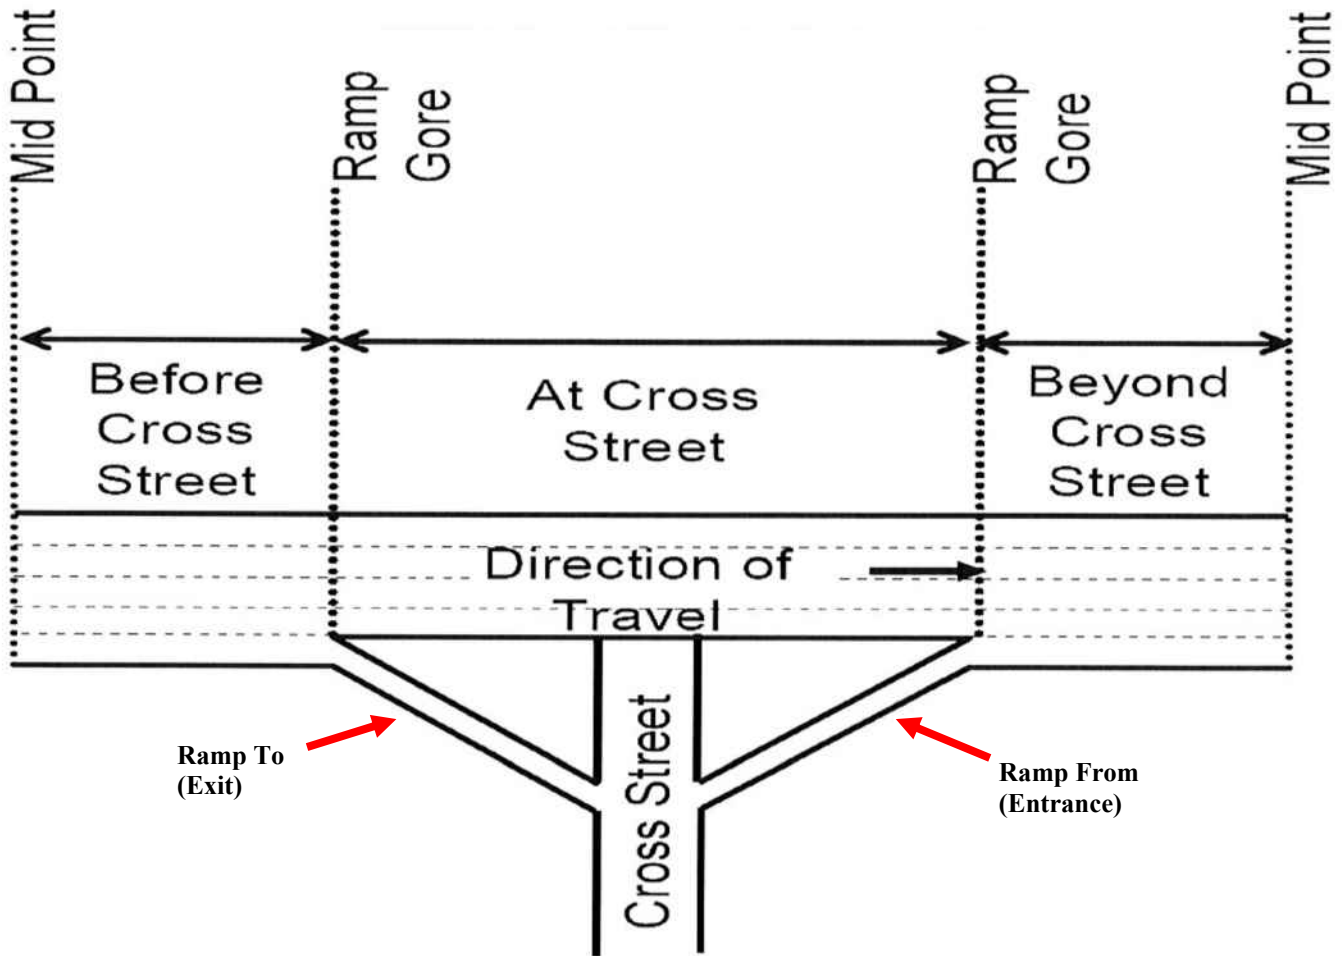 Mid Point
Ramp
Gore
Ramp
Gore
Mid Point
Before
Cross
Street
At Cross
Street
Beyond
Cross
Street
Direction of
Travel
Ramp To
(Exit)
Cross Street
Ramp From
(Entrance)